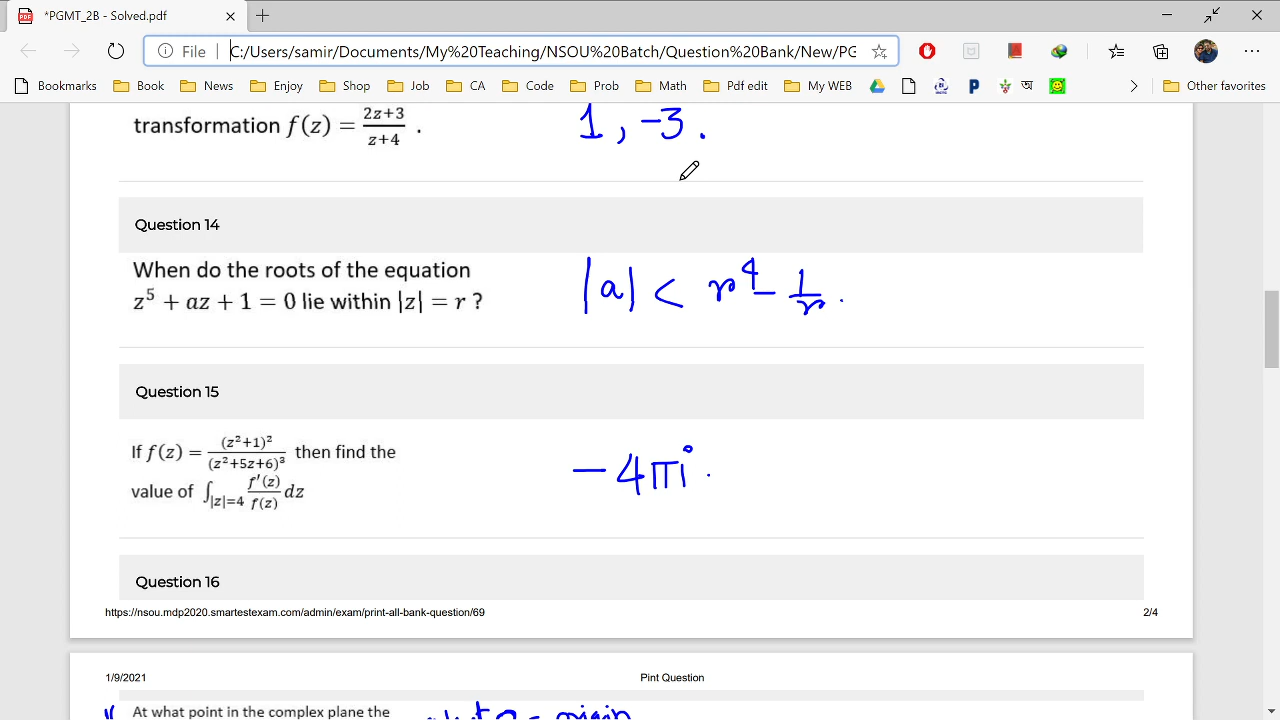 *PGMT_2B - Solved.pdf
File
C:/Users/samir/Documents/My%20Teaching/NSOU%20Batch/Question%20Bank/New/PG
Bookmarks Book News Enjoy Stat Job CA Code Prob Math Pdf edit My WEB Other favorites
transformation f(z) = \frac{2z+3}{z+4} . 1, -3.
Question 14
When do the roots of the equation
z⁵ + az + 1 = 0 lie within |z| = r ? |a| < r⁴ - \frac{1}{r}.
Question 15
If f(z) = \frac{(z²+1)²}{(z²+5z+6)³} then find the
value of ∫_{|z|=4} \frac{f'(z)}{f(z)} dz -4πi.
Question 16
https://nsou.mdp2020.smartestexam.com/admin/exam/print-all-bank-question/69 2/4
1/9/2021 Pint Question
At what point in the complex plane the